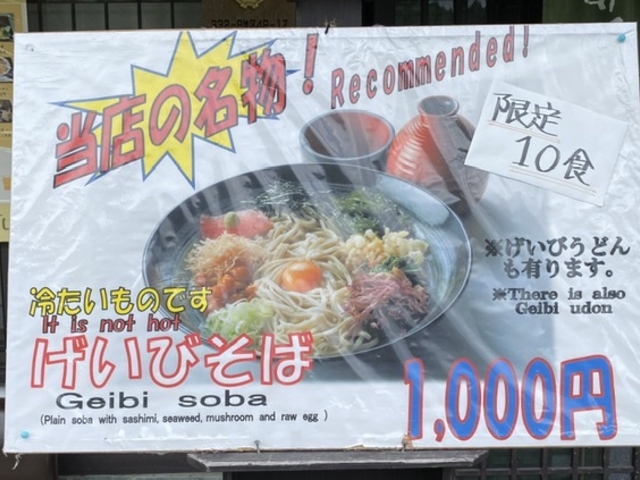 当店の名物！
Recommended!
限定
10食
※げいびうどん
も有ります。
※There is also
Geibi udon
冷たいものです
It is not hot
げいびそば
Geibi soba
(Plain soba with sashimi, seaweed, mushroom and raw egg )
1,000円